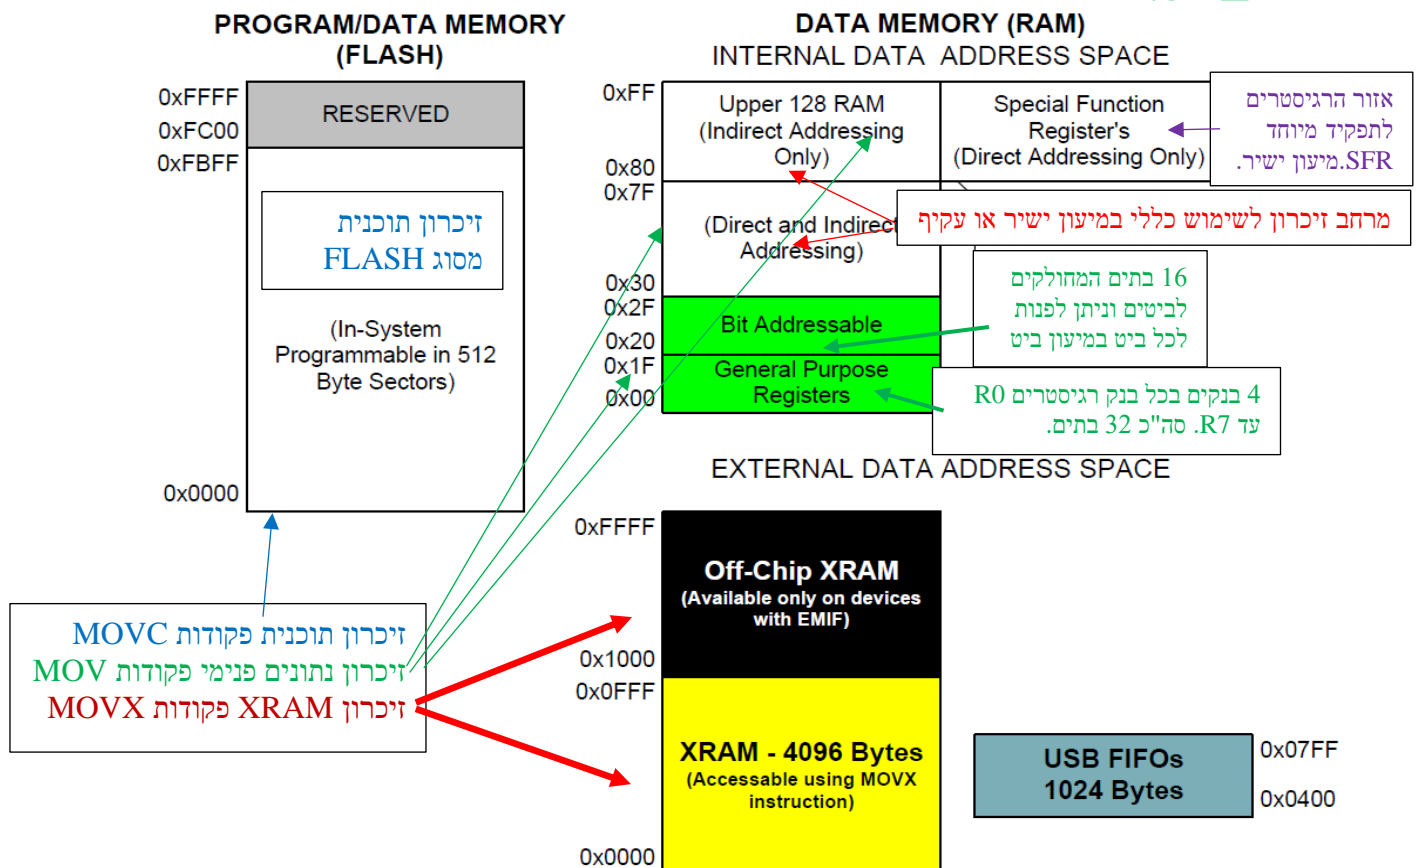 PROGRAM/DATA MEMORY
(FLASH)
0xFFFF
RESERVED
0xFC00
0xFBFF
זיכרון תוכנית
מסוג FLASH
(In-System
Programmable in 512
Byte Sectors)
0x0000
DATA MEMORY (RAM)
INTERNAL DATA ADDRESS SPACE
0xFF
Upper 128 RAM
(Indirect Addressing
Only)
0x80
Special Function
Register's
(Direct Addressing Only)
אזור הרגיסטרים
לתפקיד מיוחד
SFR.מיעון ישיר.
0x7F
(Direct and Indirect
Addressing)
0x30
מרחב זיכרון לשימוש כללי במיעון ישיר או עקיף
0x2F
Bit Addressable
0x20
16 בתים המחולקים
לביטים וניתן לפנות
לכל ביט במיעון ביט
0x1F
General Purpose
Registers
0x00
4 בנקים בכל בנק רגיסטרים R0
עד R7. סה"כ 32 בתים.
EXTERNAL DATA ADDRESS SPACE
0xFFFF
Off-Chip XRAM
(Available only on devices
with EMIF)
0x1000
0x0FFF
XRAM - 4096 Bytes
(Accessable using MOVX
instruction)
0x0000
זיכרון תוכנית פקודות MOVC
זיכרון נתונים פנימי פקודות MOV
זיכרון XRAM פקודות MOVX
USB FIFOs
1024 Bytes
0x07FF
0x0400